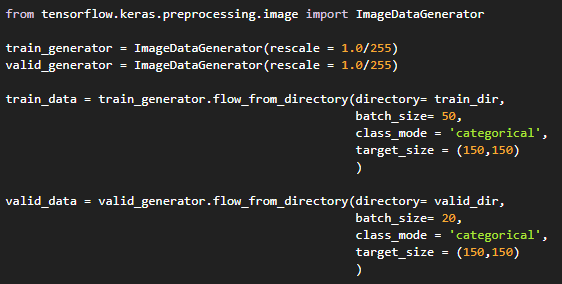 from tensorflow.keras.preprocessing.image import ImageDataGenerator
train_generator = ImageDataGenerator(rescale = 1.0/255)
valid_generator = ImageDataGenerator(rescale = 1.0/255)
train_data = train_generator.flow_from_directory(directory= train_dir,
batch_size= 50,
class_mode = 'categorical',
target_size = (150,150)
)
valid_data = valid_generator.flow_from_directory(directory= valid_dir,
batch_size= 20,
class_mode = 'categorical',
target_size = (150,150)
)